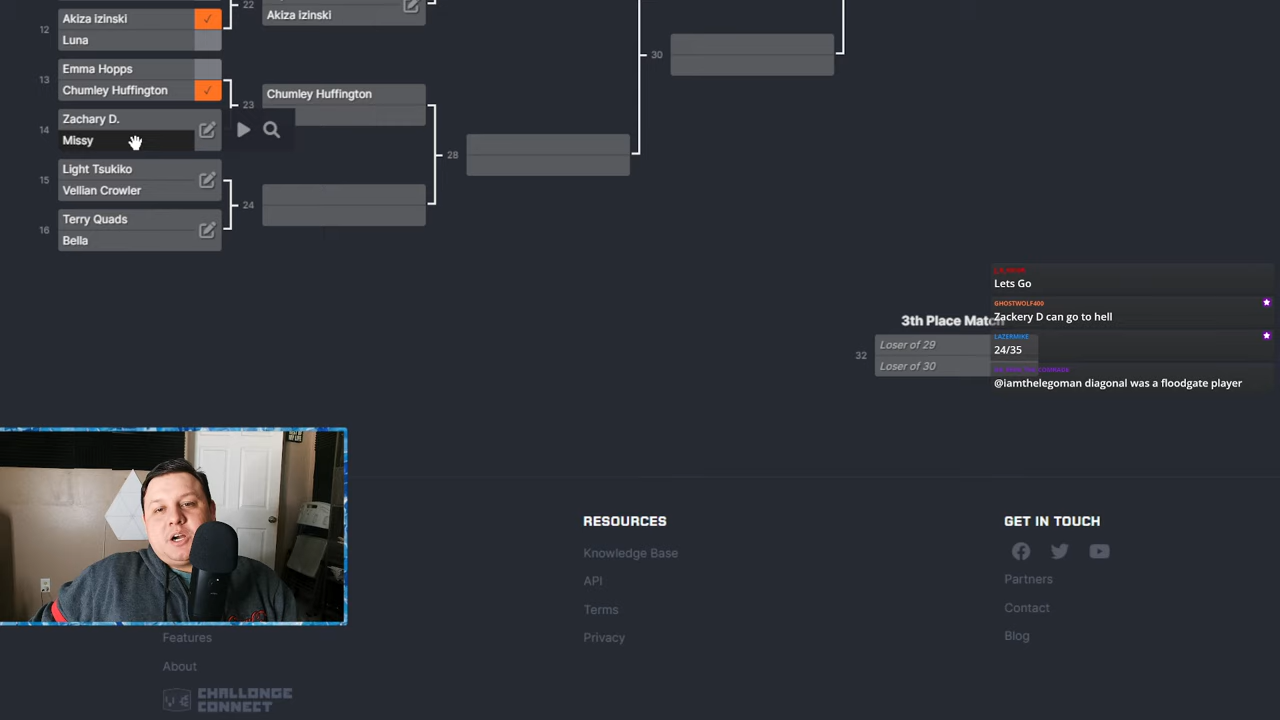 12
Akiza izinski
Luna
22
Akiza izinski
13
Emma Hopps
Chumley Huffington
23
Chumley Huffington
30
14
Zachary D.
Missy
28
15
Light Tsukiko
Vellian Crowler
24
16
Terry Quads
Bella
Lets Go
GHOSTWOLF400
Zackery D can go to hell
LAZERMIKE
24/35
@iamthelegoman diagonal was a floodgate player
3th Place Match
32
Loser of 29
Loser of 30
RESOURCES
Knowledge Base
API
Terms
Privacy
GET IN TOUCH
Partners
Contact
Blog
Features
About
CHALLONGE
CONNECT